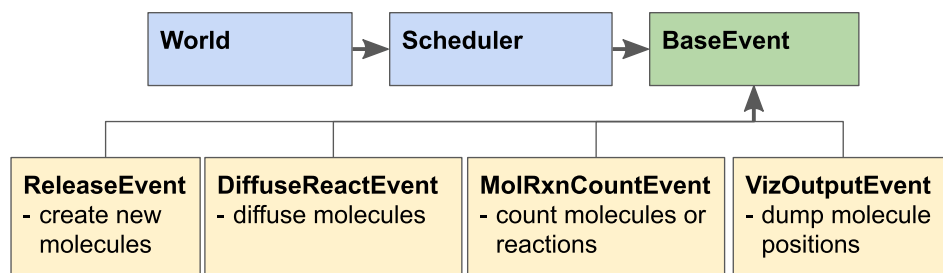 World
Scheduler
BaseEvent
ReleaseEvent
- create new
molecules
DiffuseReactEvent
- diffuse molecules
MolRxnCountEvent
- count molecules or
reactions
VizOutputEvent
- dump molecule
positions